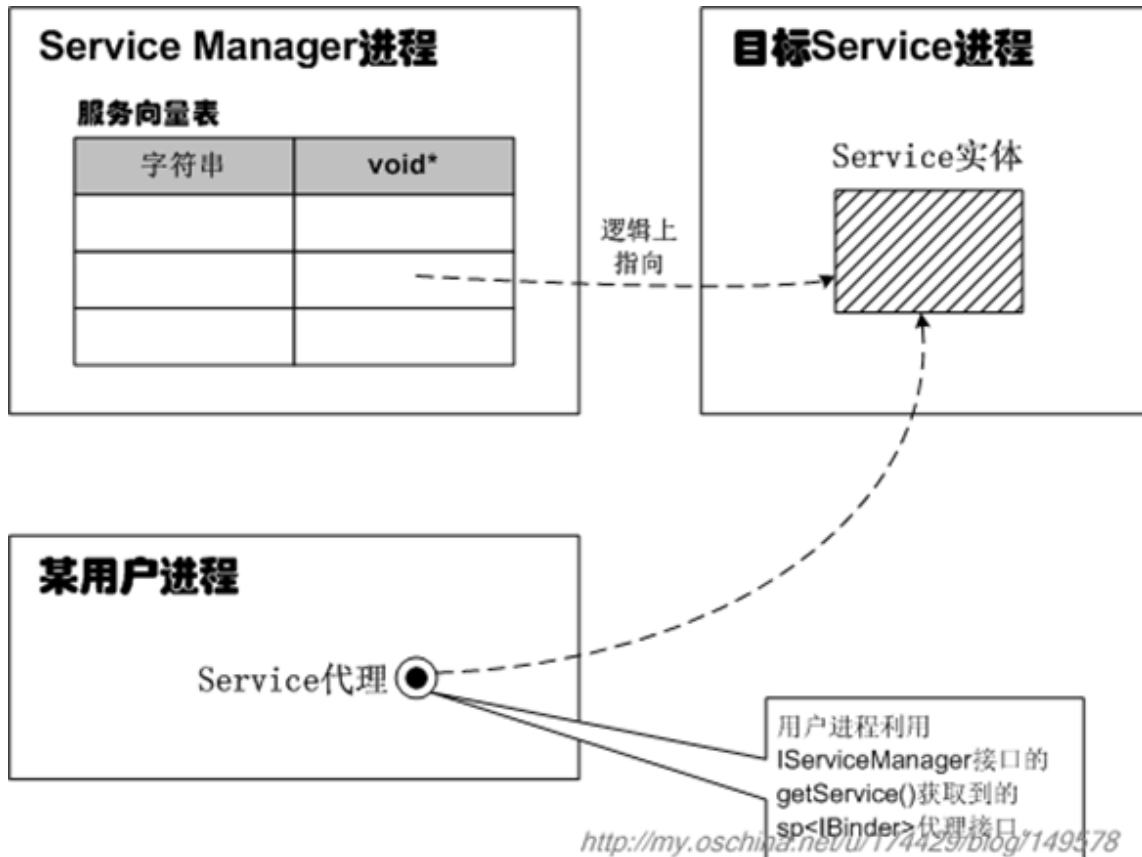 Service Manager进程
目标Service进程
服务向量表
字符串 void*
Service实体
逻辑上
指向
某用户进程
Service代理
用户进程利用
IServiceManager接口的
getService()获取到的
sp<IBinder>代理接口。
http://my.oschina.net/u/174429/blog/149578